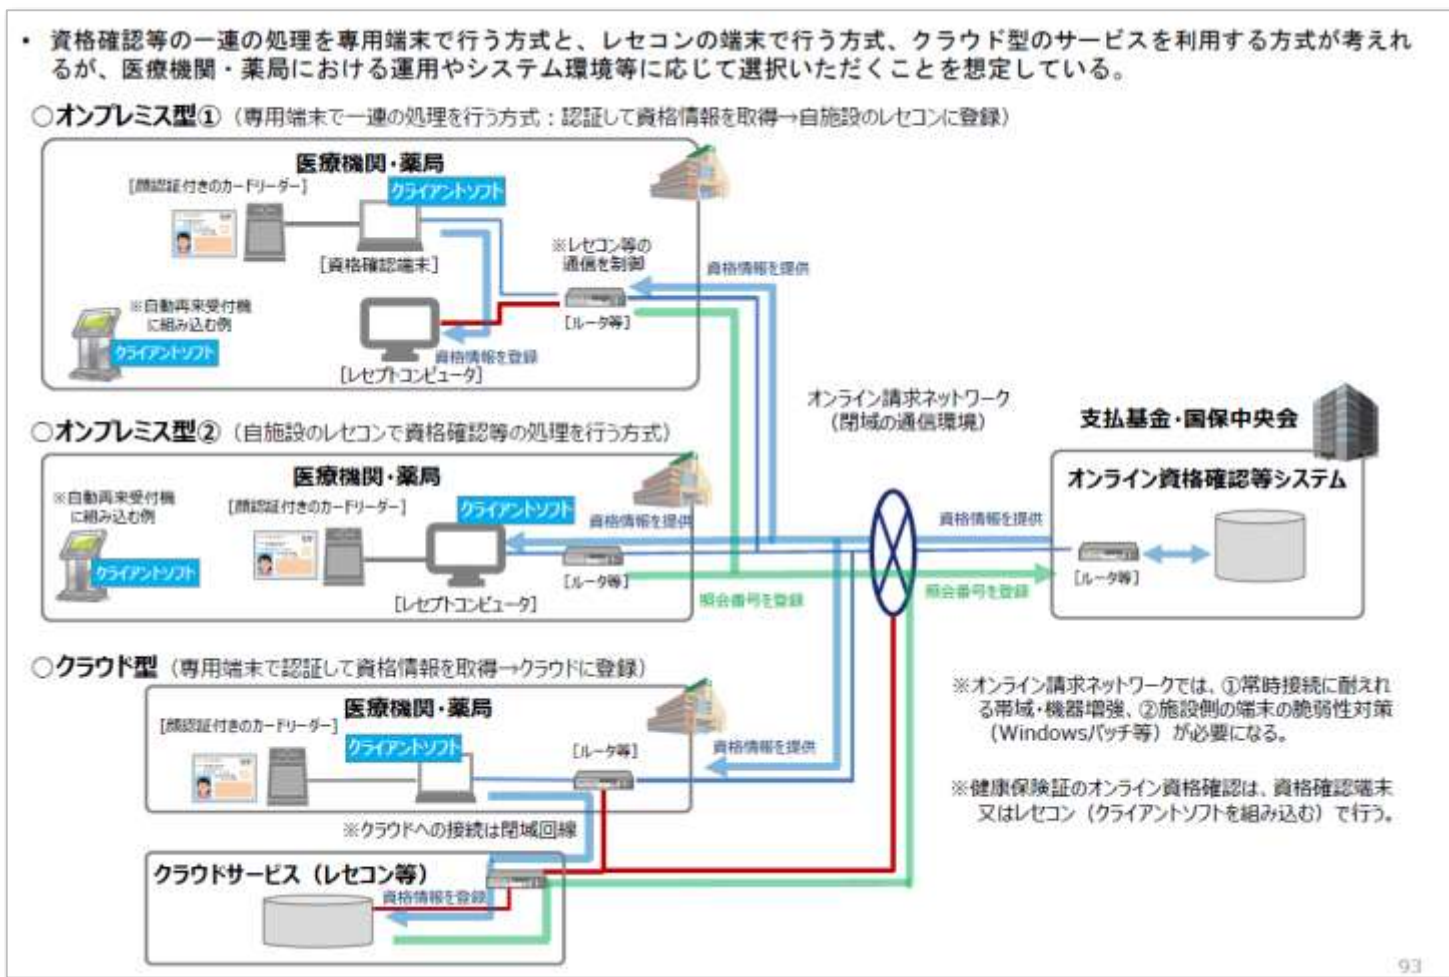 ・ 資格確認等の一連の処理を専用端末で行う方式と、レセコンの端末で行う方式、クラウド型のサービスを利用する方式が考えれ
るが、医療機関・薬局における運用やシステム環境等に応じて選択いただくことを想定している。
○オンプレミス型①（専用端末で一連の処理を行う方式：認証して資格情報を取得→自施設のレセコンに登録）
医療機関・薬局
[顔認証付きのカードリーダー]
クライアントソフト
[資格確認端末]
※レセコン等の
通信を制御
資格情報を提供
[ルータ等]
※自動再来受付機
に組み込む例
クライアントソフト
資格情報を登録
[レセプトコンピュータ]
オンライン請求ネットワーク
（閉域の通信環境）
支払基金・国保中央会
○オンプレミス型②（自施設のレセコンで資格確認等の処理を行う方式）
医療機関・薬局
※自動再来受付機
に組み込む例
[顔認証付きのカードリーダー]
クライアントソフト
資格情報を提供
クライアントソフト
[レセプトコンピュータ]
[ルータ等]
照会番号を登録
資格情報を提供
照会番号を登録
オンライン資格確認等システム
[ルータ等]
○クラウド型（専用端末で認証して資格情報を取得→クラウドに登録）
医療機関・薬局
[顔認証付きのカードリーダー]
クライアントソフト
[ルータ等]
資格情報を提供
※クラウドへの接続は閉域回線
クラウドサービス（レセコン等）
資格情報を登録
※オンライン請求ネットワークでは、①常時接続に耐えれ
る帯域・機器増強、②施設側の端末の脆弱性対策
（Windowsパッチ等）が必要になる。
※健康保険証のオンライン資格確認は、資格確認端末
又はレセコン（クライアントソフトを組み込む）で行う。
93